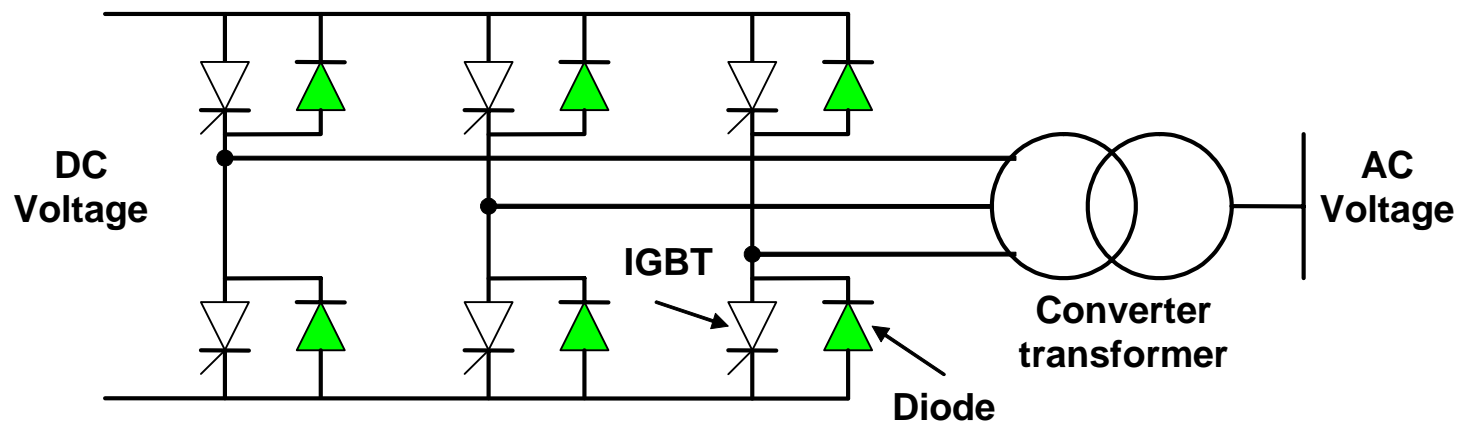 DC
Voltage
IGBT
AC
Voltage
Converter
transformer
Diode